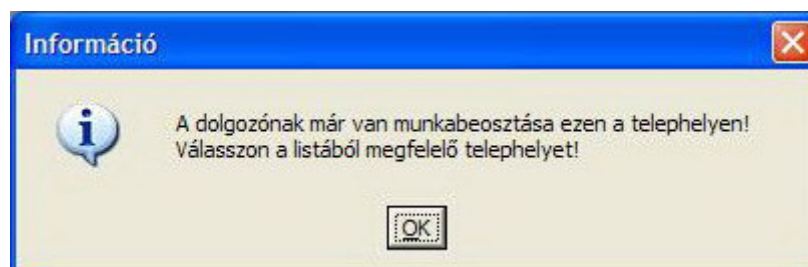 Információ
A dolgozónak már van munkabeosztása ezen a telephelyen!
Válasszon a listából megfelelő telephelyet!
OK